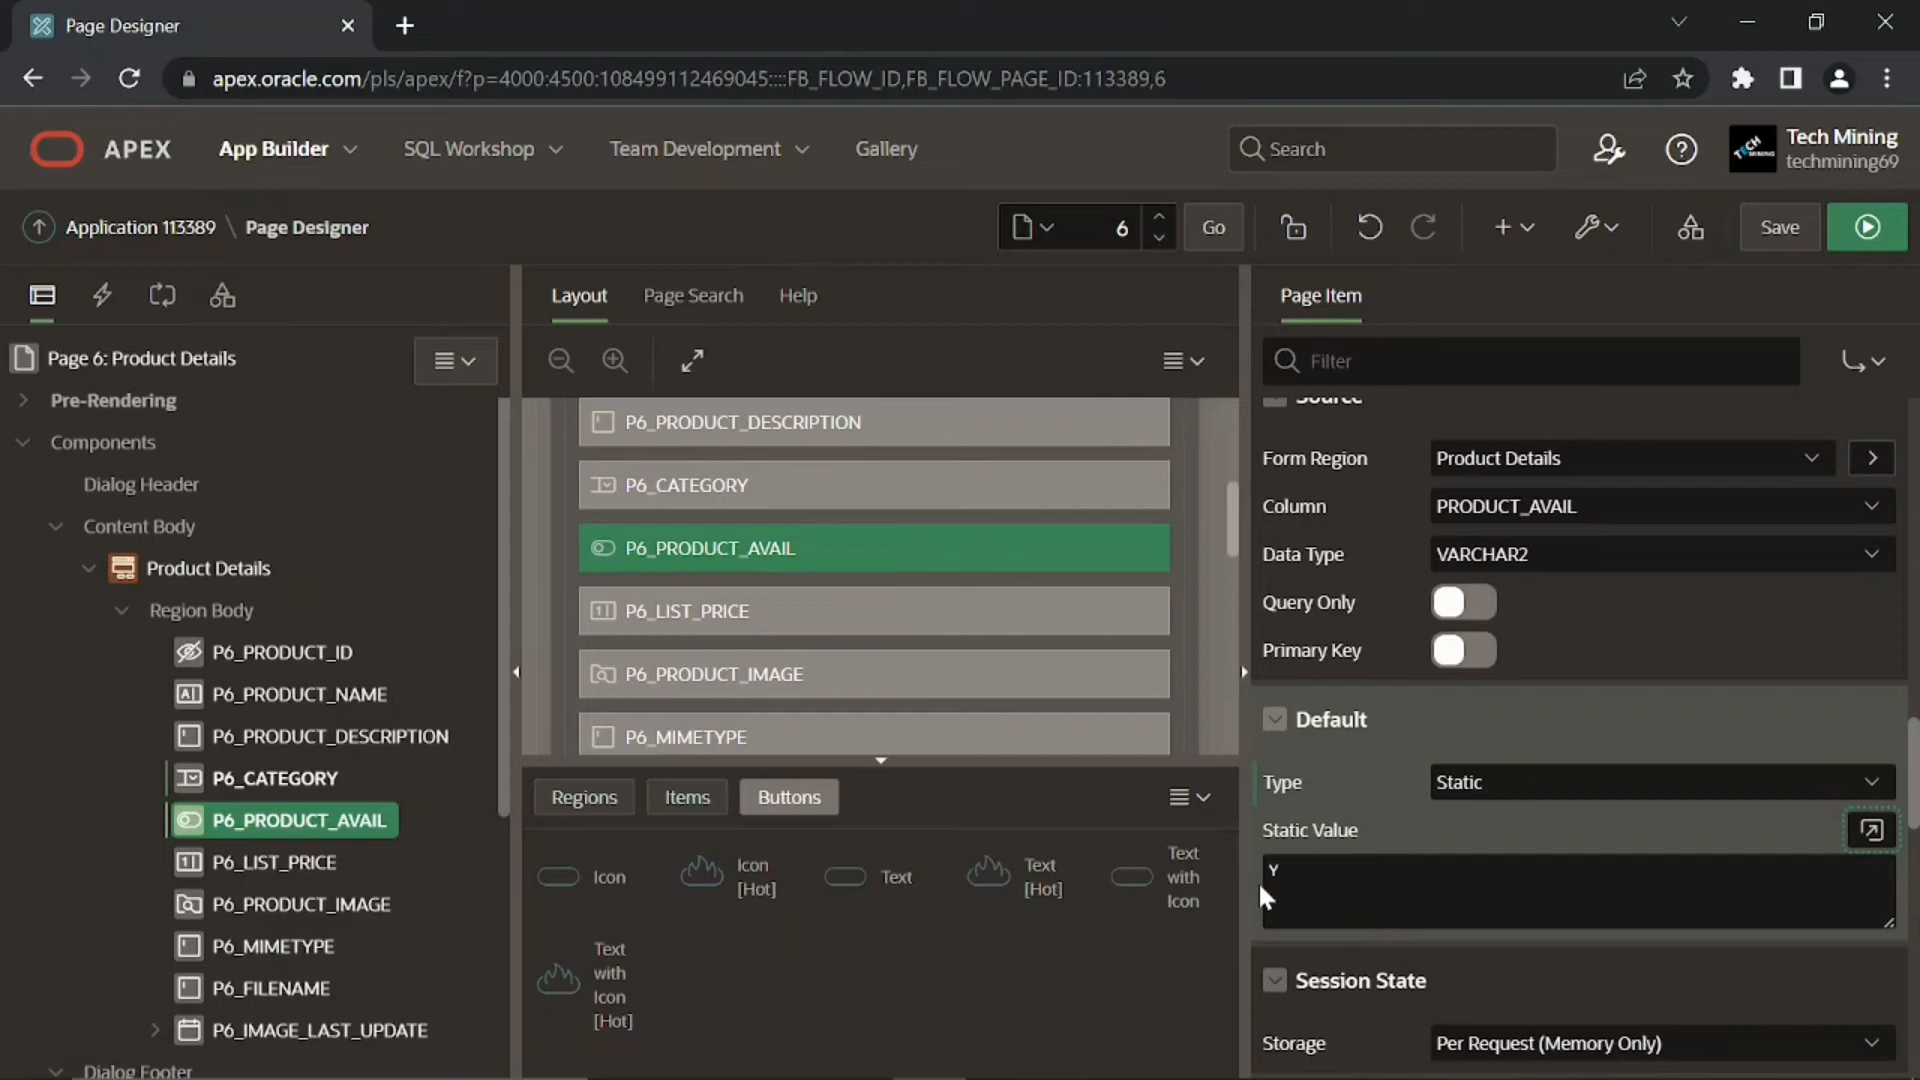 Page Designer
apex.oracle.com/pls/apex/f?p=4000:4500:108499112469045::::FB_FLOW_ID,FB_FLOW_PAGE_ID:113389,6
APEX
App Builder
SQL Workshop
Team Development
Gallery
Search
Tech Mining
techmining69
Application 113389 \ Page Designer
6
Go
Save
Layout
Page Search
Help
Page Item
Page 6: Product Details
Filter
Pre-Rendering
Components
Dialog Header
Content Body
Product Details
Region Body
P6_PRODUCT_ID
P6_PRODUCT_NAME
P6_PRODUCT_DESCRIPTION
P6_CATEGORY
P6_PRODUCT_AVAIL
P6_LIST_PRICE
P6_PRODUCT_IMAGE
P6_MIMETYPE
P6_FILENAME
P6_IMAGE_LAST_UPDATE
Dialog Footer
P6_PRODUCT_DESCRIPTION
P6_CATEGORY
P6_PRODUCT_AVAIL
P6_LIST_PRICE
P6_PRODUCT_IMAGE
P6_MIMETYPE
Regions
Items
Buttons
Icon
Icon
[Hot]
Text
Text
[Hot]
Text
with
Icon
Text
with
Icon
[Hot]
Source
Form Region
Product Details
Column
PRODUCT_AVAIL
Data Type
VARCHAR2
Query Only
Primary Key
Default
Type
Static
Static Value
Y
Session State
Storage
Per Request (Memory Only)